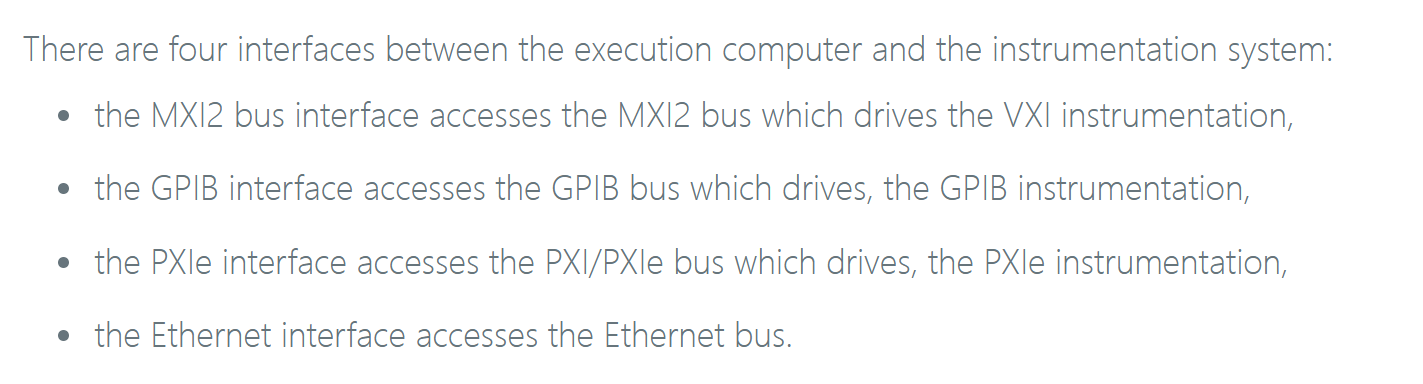 There are four interfaces between the execution computer and the instrumentation system:
• the MXI2 bus interface accesses the MXI2 bus which drives the VXI instrumentation,
• the GPIB interface accesses the GPIB bus which drives, the GPIB instrumentation,
• the PXIe interface accesses the PXI/PXIe bus which drives, the PXIe instrumentation,
• the Ethernet interface accesses the Ethernet bus.